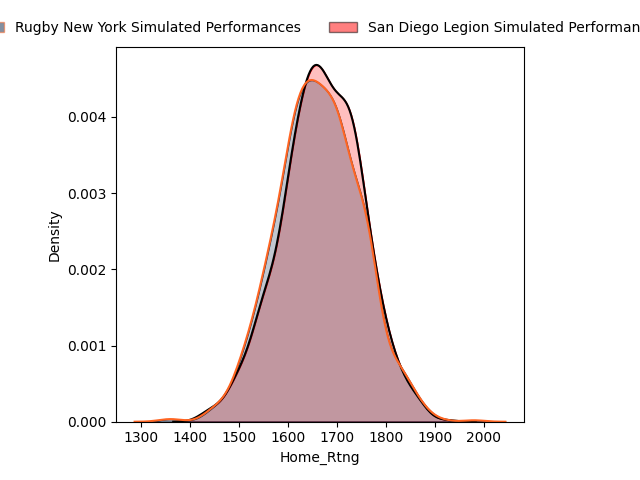 Rugby New York Simulated Performances
San Diego Legion Simulated Performan
0.004
0.003
0.002
0.001
0.000
Density
1300 1400 1500 1600 1700 1800 1900 2000
Home_Rtng